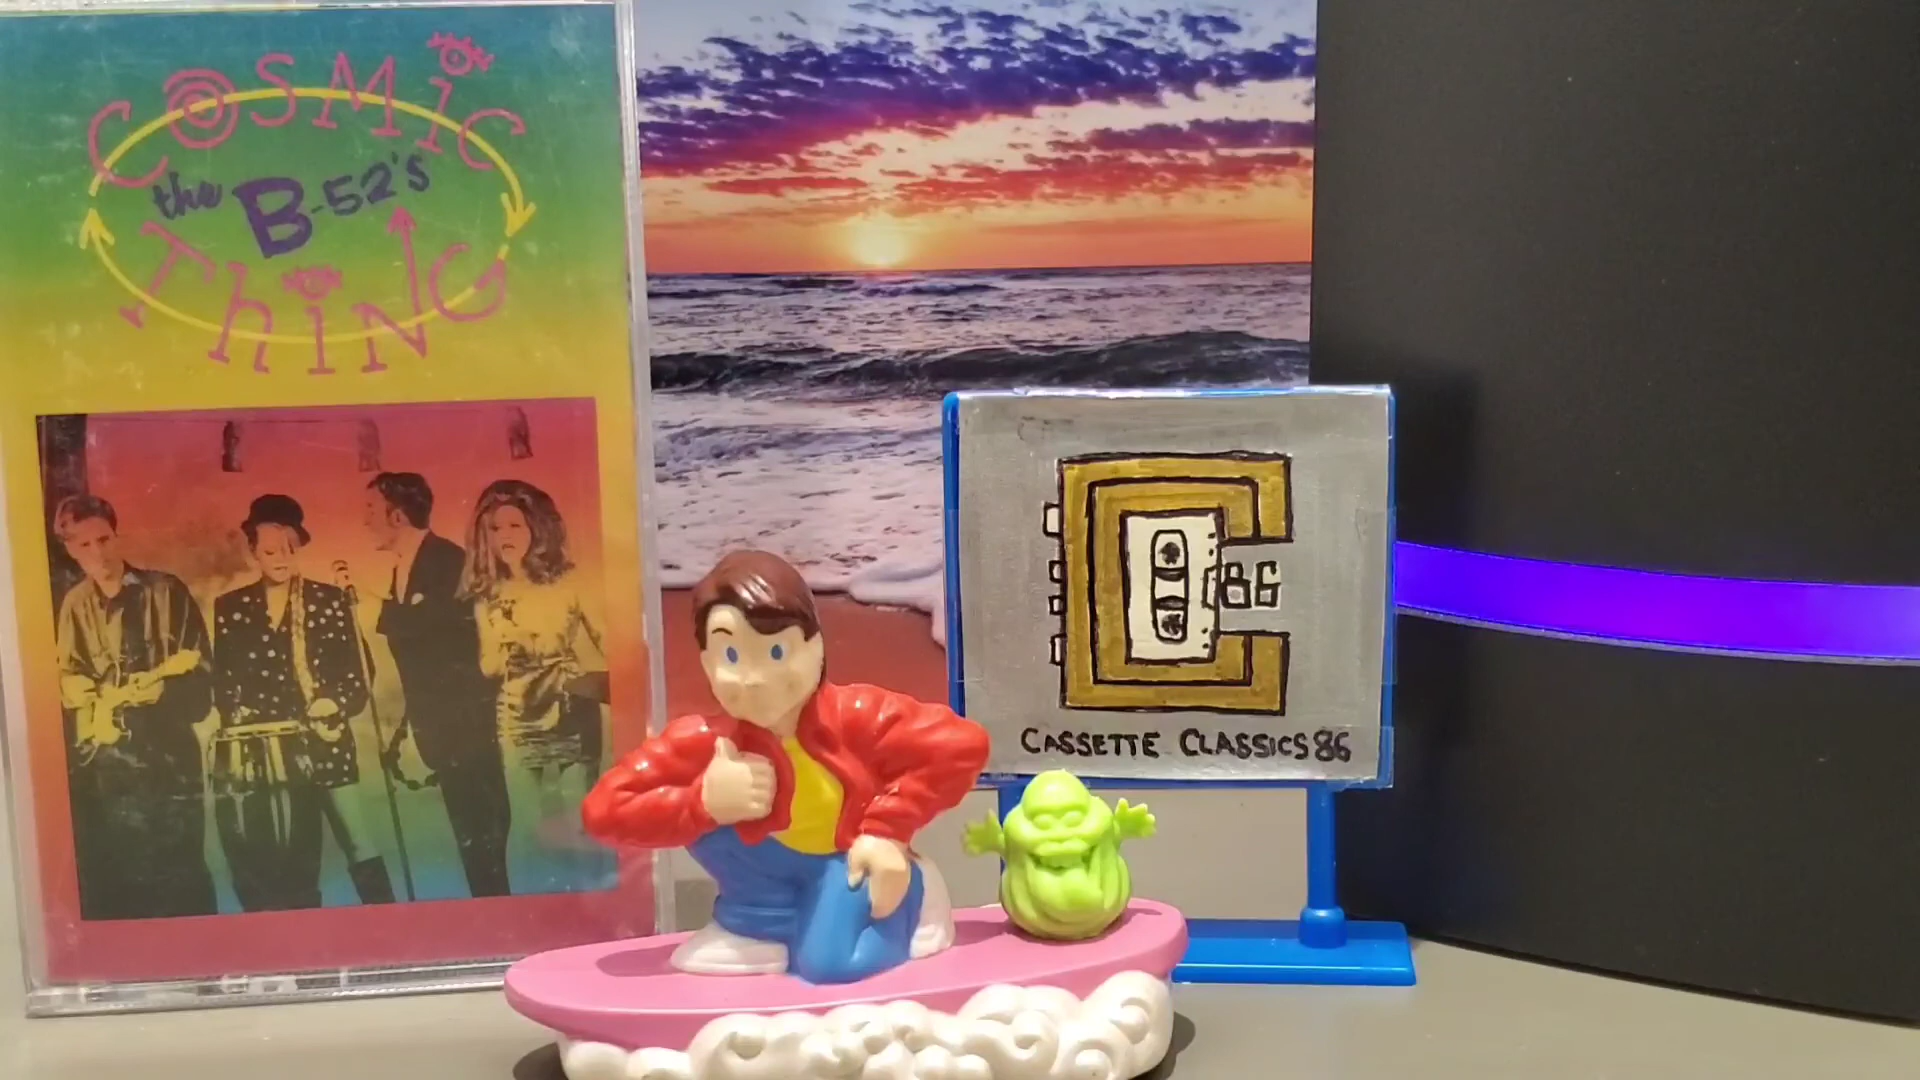 COSMiC
the B-52's
ThiNG
86
CASSETTE CLASSICS 86